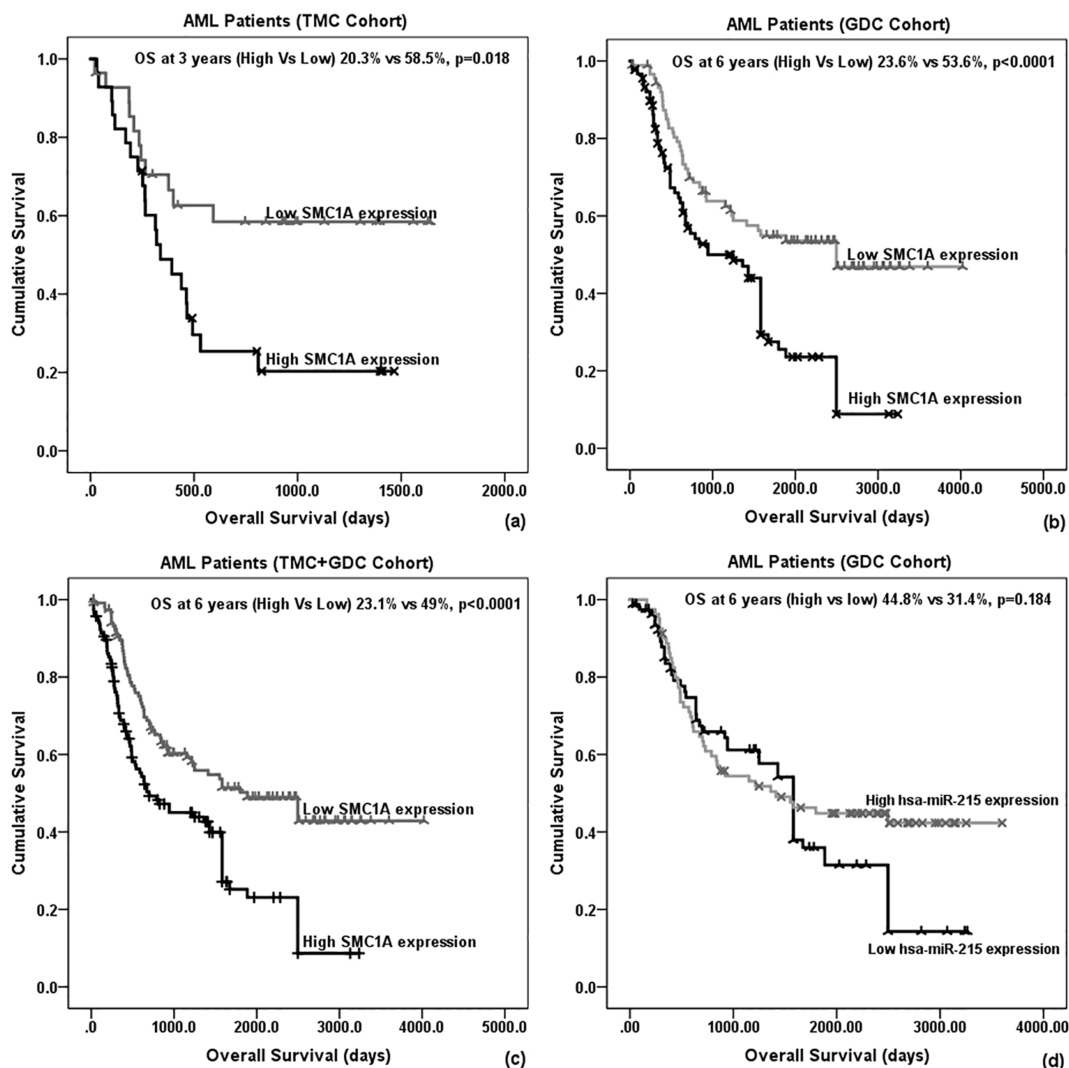 AML Patients (TMC Cohort)
OS at 3 years (High Vs Low) 20.3% vs 58.5%, p=0.018
1.0
0.8
0.6
0.4
0.2
0.0
Cumulative Survival
Low SMC1A expression
High SMC1A expression
.0
500.0
1000.0
1500.0
2000.0
Overall Survival (days)
(a)
AML Patients (GDC Cohort)
OS at 6 years (High Vs Low) 23.6% vs 53.6%, p<0.0001
1.0
0.8
0.6
0.4
0.2
0.0
Cumulative Survival
Low SMC1A expression
High SMC1A expression
.0
1000.0
2000.0
3000.0
4000.0
5000.0
Overall Survival (days)
(b)
AML Patients (TMC+GDC Cohort)
OS at 6 years (High Vs Low) 23.1% vs 49%, p<0.0001
1.0
0.8
0.6
0.4
0.2
0.0
Cumulative Survival
Low SMC1A expression
High SMC1A expression
.0
1000.0
2000.0
3000.0
4000.0
5000.0
Overall Survival (days)
(c)
AML Patients (GDC Cohort)
OS at 6 years (high vs low) 44.8% vs 31.4%, p=0.184
1.0
0.8
0.6
0.4
0.2
0.0
Cumulative Survival
High hsa-miR-215 expression
Low hsa-miR-215 expression
.00
1000.00
2000.00
3000.00
4000.00
Overall Survival (days)
(d)